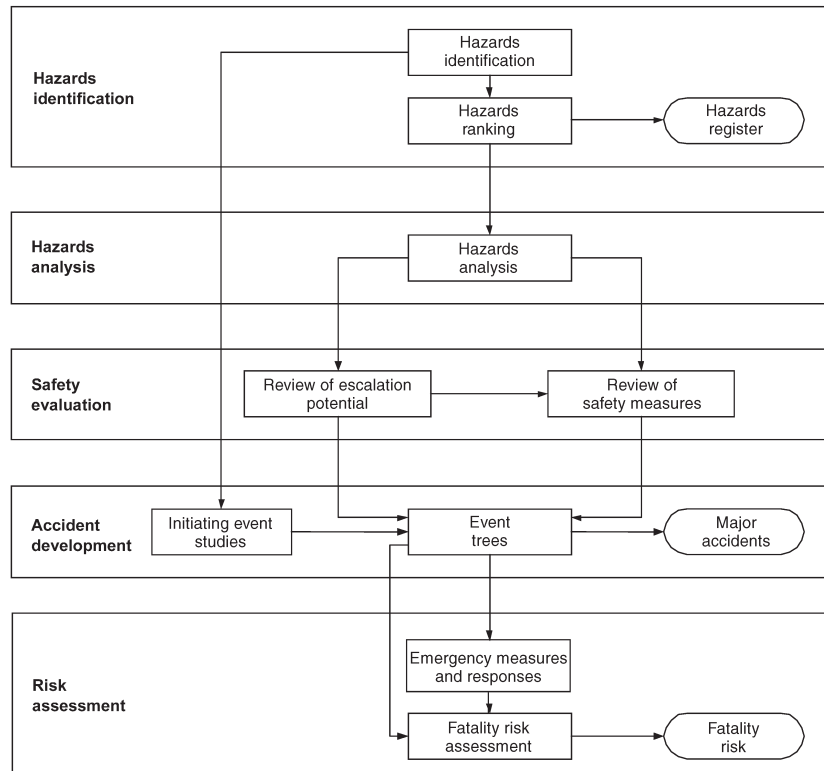 Hazards
identification
Hazards
identification
Hazards
ranking
Hazards
register
Hazards
analysis
Hazards
analysis
Safety
evaluation
Review of escalation
potential
Review of
safety measures
Accident
development
Initiating event
studies
Event
trees
Major
accidents
Risk
assessment
Emergency measures
and responses
Fatality risk
assessment
Fatality
risk